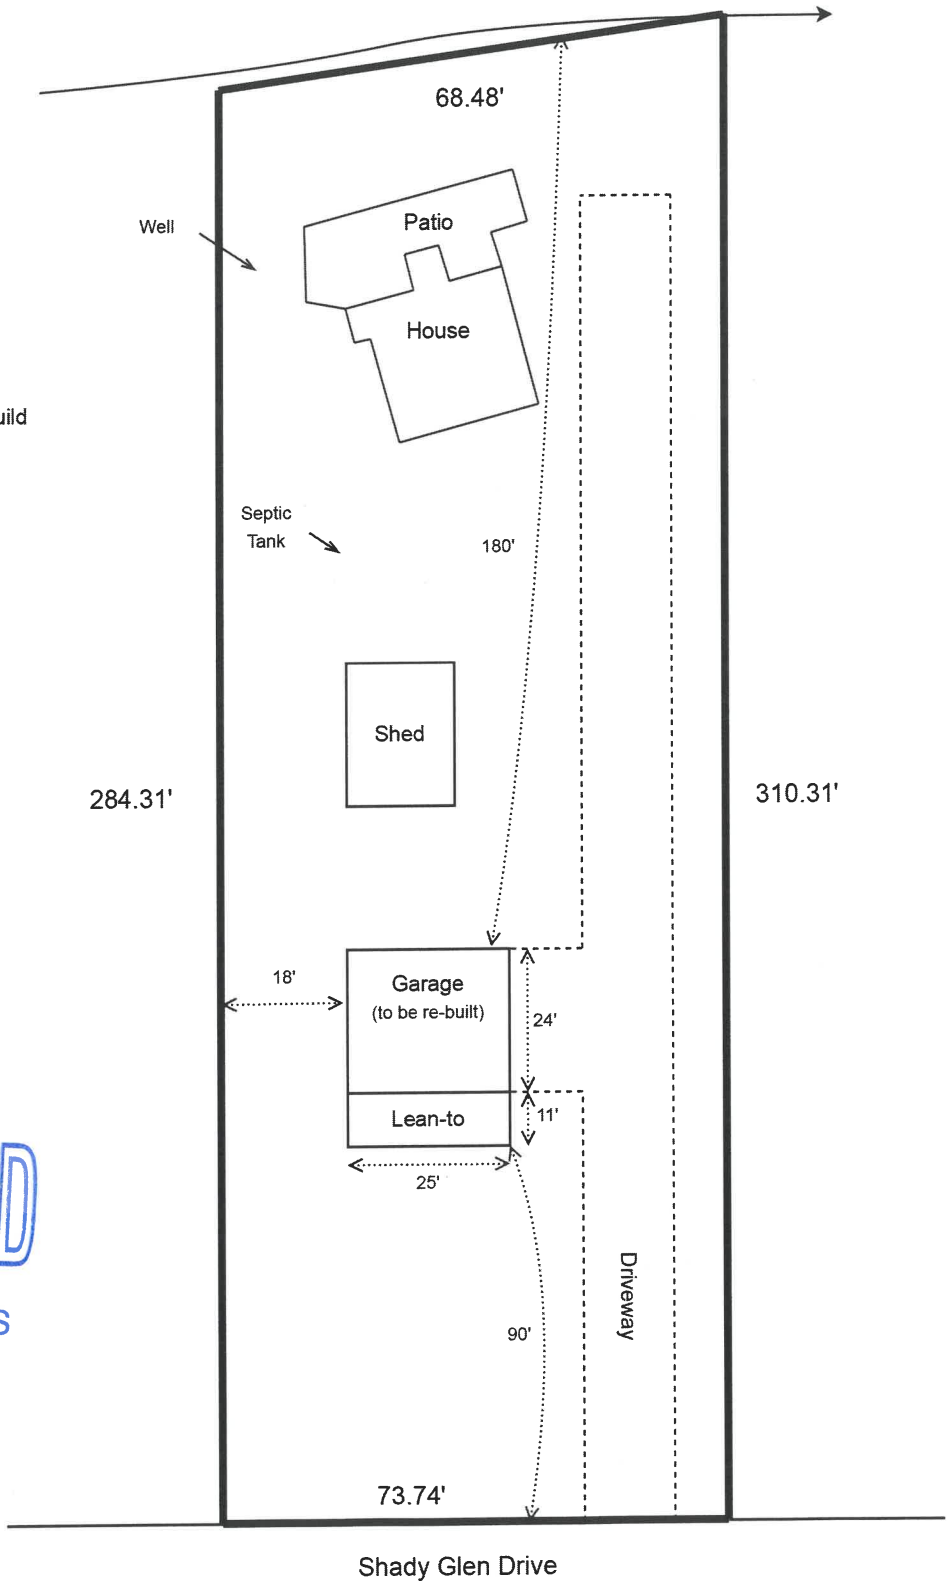 68.48'
Patio
Well
House
uild
Septic
Tank
180'
Shed
284.31'
310.31'
18'
Garage
(to be re-built)
24'
Lean-to
11'
25'
D
Driveway
S
90'
73.74'
Shady Glen Drive